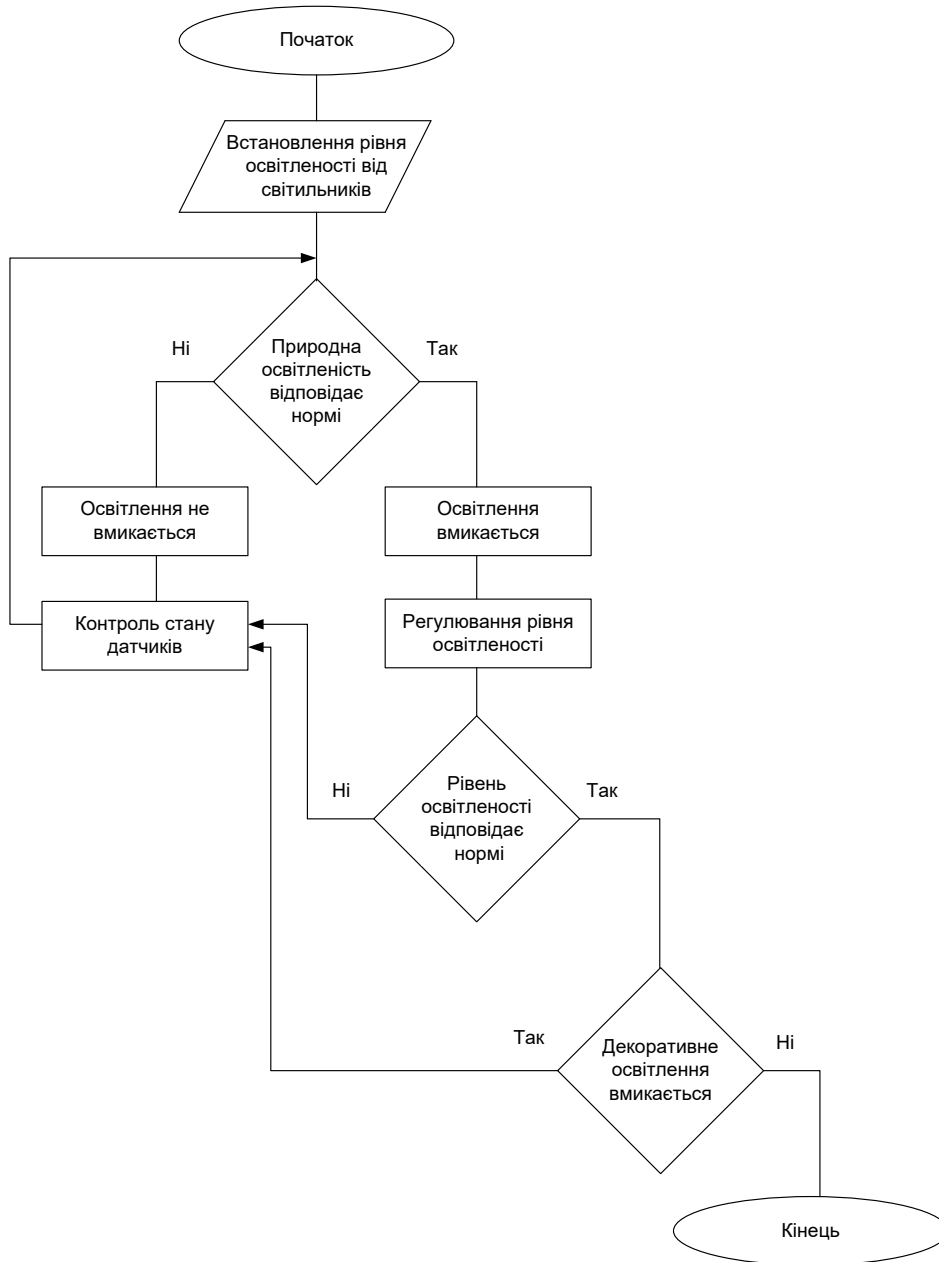 Початок
Встановлення рівня
освітленості від
світильників
Ні
Природна
освітленість
відповідає
нормі
Так
Освітлення не
вмикається
Освітлення
вмикається
Контроль стану
датчиків
Регулювання рівня
освітленості
Ні
Рівень
освітленості
відповідає
нормі
Так
Так
Декоративне
освітлення
вмикається
Ні
Кінець